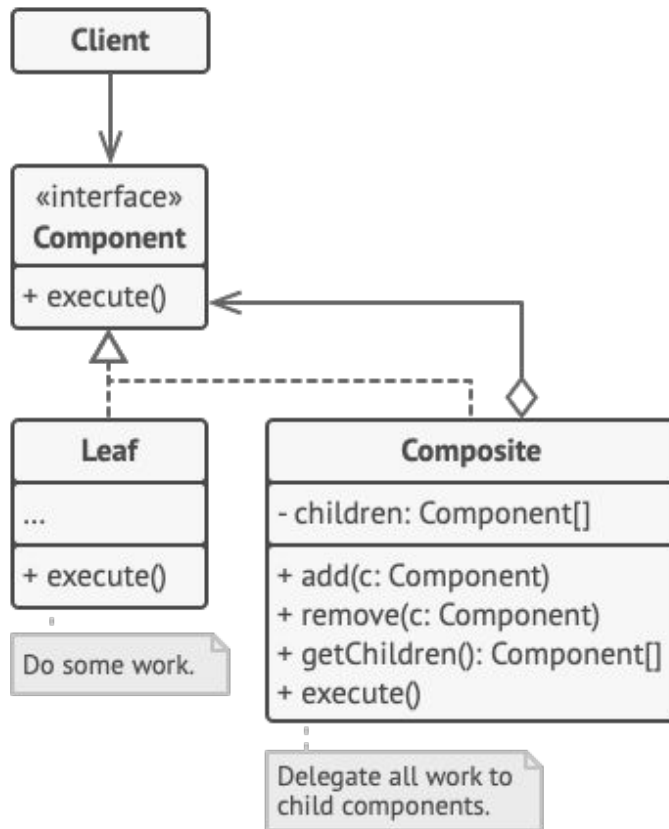 Client
«interface»
Component
+ execute()
Leaf
...
+ execute()
Do some work.
Composite
- children: Component[]
+ add(c: Component)
+ remove(c: Component)
+ getChildren(): Component[]
+ execute()
Delegate all work to
child components.